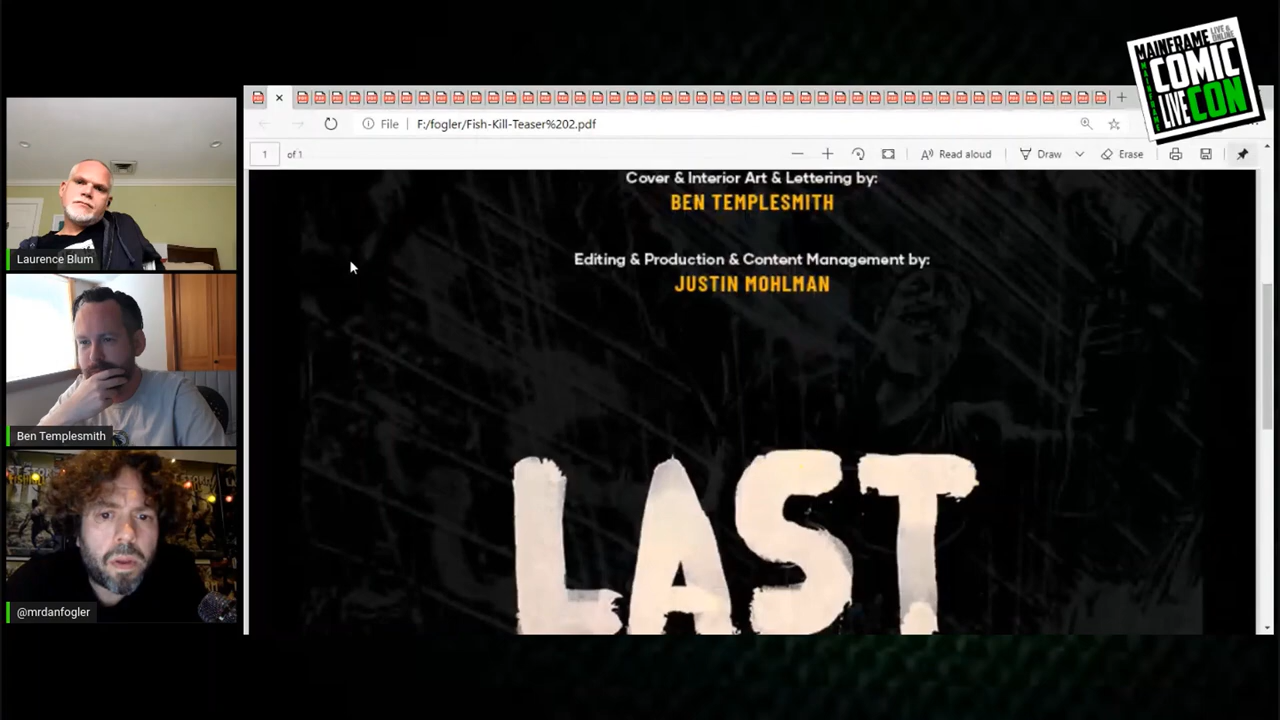 MAINFRAME
LIVE &
ONLINE
COMIC
LIVE CON
File F:/fogler/Fish-Kill-Teaser%202.pdf
1 of 1
Read aloud
Draw
Erase
Cover & Interior Art & Lettering by:
BEN TEMPLESMITH
Editing & Production & Content Management by:
JUSTIN MOHLMAN
LAST
Laurence Blum
Ben Templesmith
@mrdanfogler